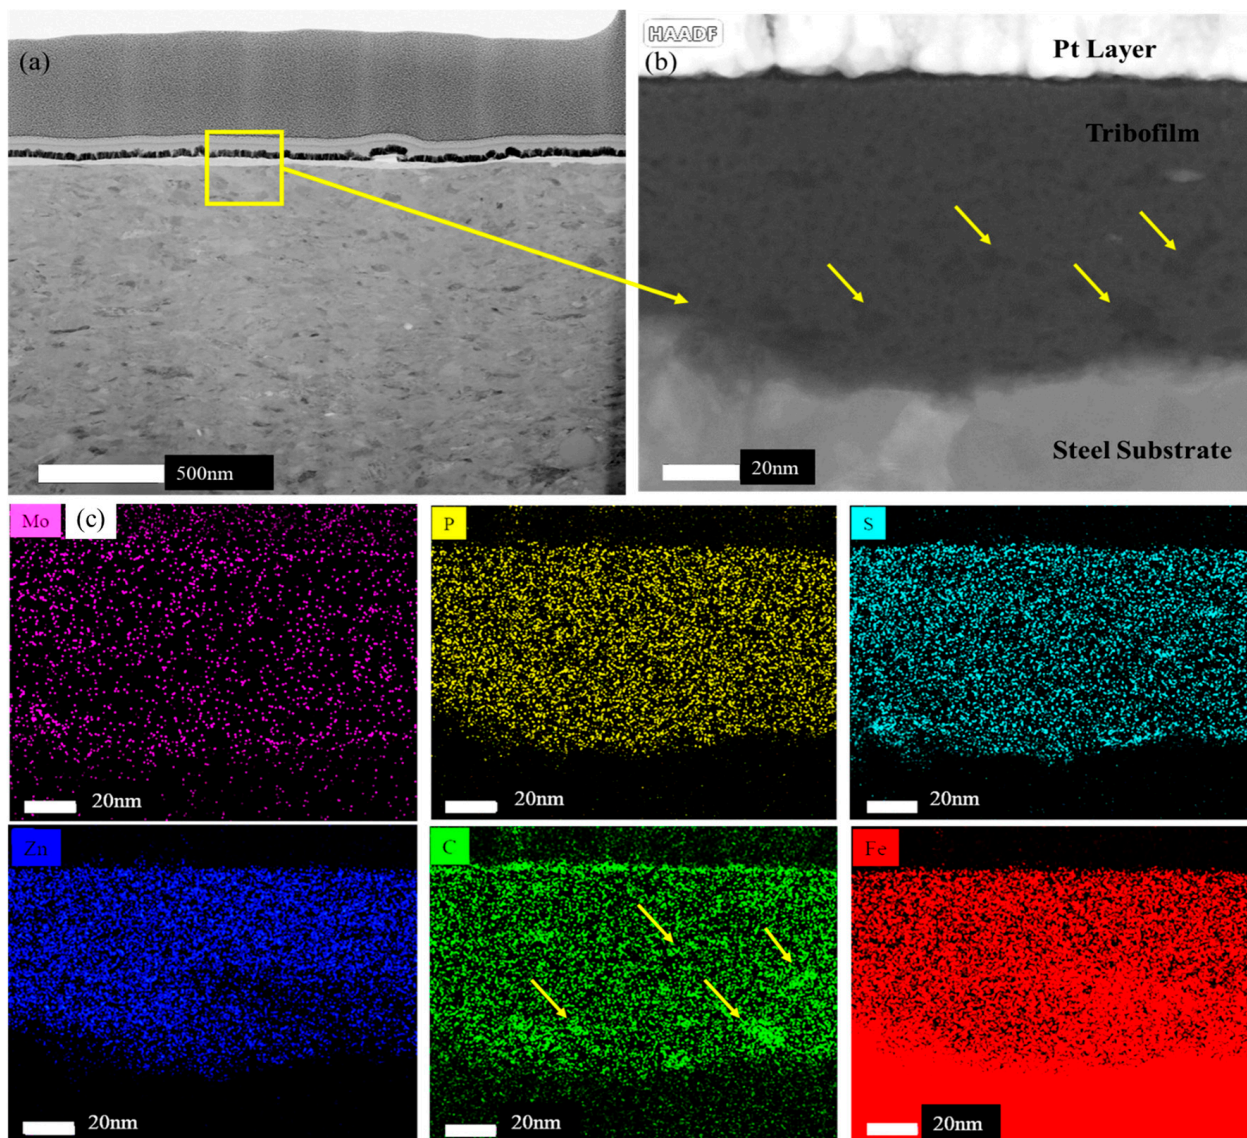 (a)
500nm
HAADF
(b)
Pt Layer
Tribofilm
Steel Substrate
20nm
Mo
(c)
20nm
P
20nm
S
20nm
Zn
20nm
C
20nm
Fe
20nm